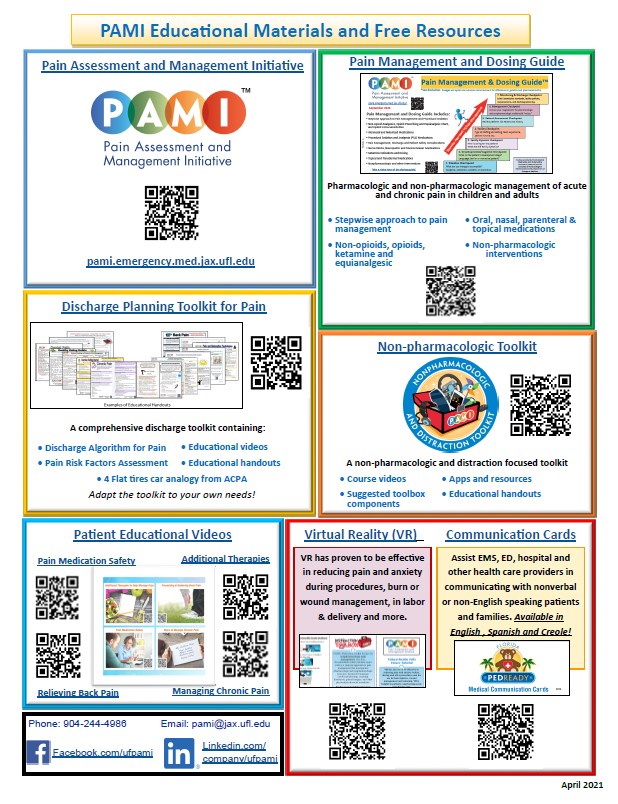 PAMI Educational Materials and Free Resources
Pain Assessment and Management Initiative
PAMI™
Pain Assessment and
Management Initiative
pami.emergency.med.jax.ufl.edu
Pain Management and Dosing Guide
Pain Management & Dosing Guide™
Pain Management and Dosing Guide Includes:
Pharmacologic and non-pharmacologic management of acute
and chronic pain in children and adults
• Stepwise approach to pain
management
• Non-opioids, opioids,
ketamine and
equianalgesic
• Oral, nasal, parenteral &
topical medications
• Non-pharmacologic
interventions
Discharge Planning Toolkit for Pain
Back Pain
Examples of Educational Handouts
A comprehensive discharge toolkit containing:
• Discharge Algorithm for Pain
• Educational videos
• Pain Risk Factors Assessment
• Educational handouts
• 4 Flat tires car analogy from ACPA
Adapt the toolkit to your own needs!
Non-pharmacologic Toolkit
NONPHARMACOLOGIC
AND DISTRACTION TOOLKIT
PAMI
A non-pharmacologic and distraction focused toolkit
• Course videos
• Suggested toolbox
components
• Apps and resources
• Educational handouts
Patient Educational Videos
Pain Medication Safety
Additional Therapies
Relieving Back Pain
Managing Chronic Pain
Virtual Reality (VR)
VR has proven to be effective
in reducing pain and anxiety
during procedures, burn or
wound management, in labor
& delivery and more.
Communication Cards
Assist EMS, ED, hospital and
other health care providers in
communicating with nonverbal
or non-English speaking patients
and families. Available in
English , Spanish and Creole!
FLORIDA
PEDREADY
Medical Communication Cards
Phone: 904-244-4986
Email: pami@jax.ufl.edu
Facebook.com/ufpami
Linkedin.com/
company/ufpami
April 2021